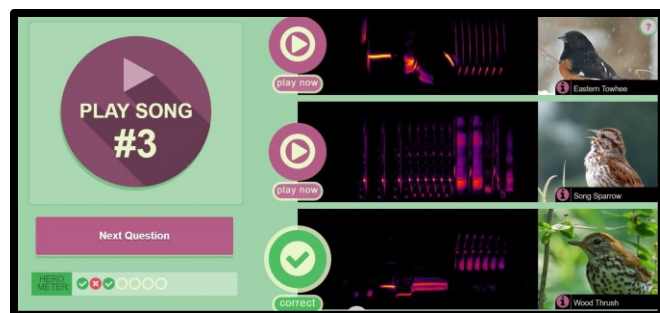 PLAY SONG
#3
Next Question
HERO
METER
play now
Eastern Towhee
?
i
play now
Song Sparrow
i
correct
Wood Thrush
i